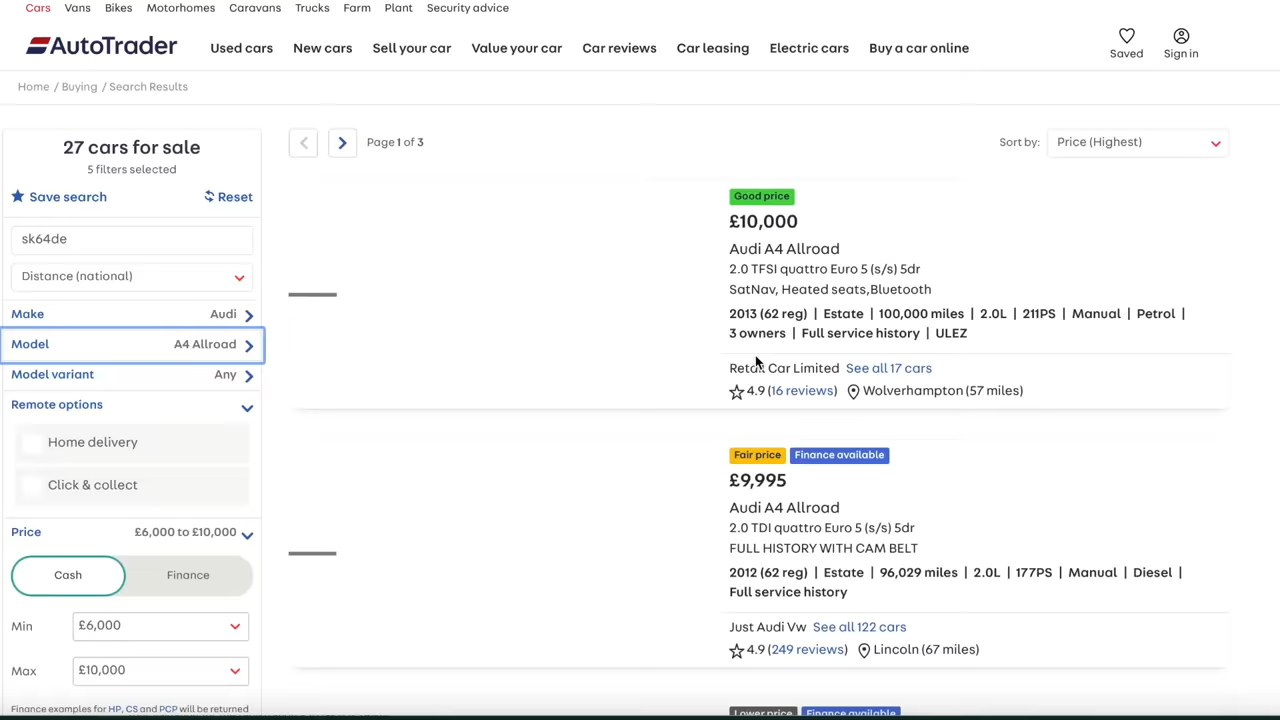 Cars Vans Bikes Motorhomes Caravans Trucks Farm Plant Security advice
AutoTrader
Used cars New cars Sell your car Value your car Car reviews Car leasing Electric cars Buy a car online
Saved Sign in
Home / Buying / Search Results
27 cars for sale
5 filters selected
Save search Reset
sk64de
Distance (national)
Make Audi
Model A4 Allroad
Model variant Any
Remote options
Home delivery
Click & collect
Price £6,000 to £10,000
Cash Finance
Min £6,000
Max £10,000
Finance examples for HP, CS and PCP will be returned
Page 1 of 3
Sort by: Price (Highest)
Good price
£10,000
Audi A4 Allroad
2.0 TFSI quattro Euro 5 (s/s) 5dr
SatNav, Heated seats,Bluetooth
2013 (62 reg) | Estate | 100,000 miles | 2.0L | 211PS | Manual | Petrol |
3 owners | Full service history | ULEZ
Retail Car Limited See all 17 cars
4.9 (16 reviews) Wolverhampton (57 miles)
Fair price Finance available
£9,995
Audi A4 Allroad
2.0 TDI quattro Euro 5 (s/s) 5dr
FULL HISTORY WITH CAM BELT
2012 (62 reg) | Estate | 96,029 miles | 2.0L | 177PS | Manual | Diesel |
Full service history
Just Audi Vw See all 122 cars
4.9 (249 reviews) Lincoln (67 miles)
Lower price Finance available